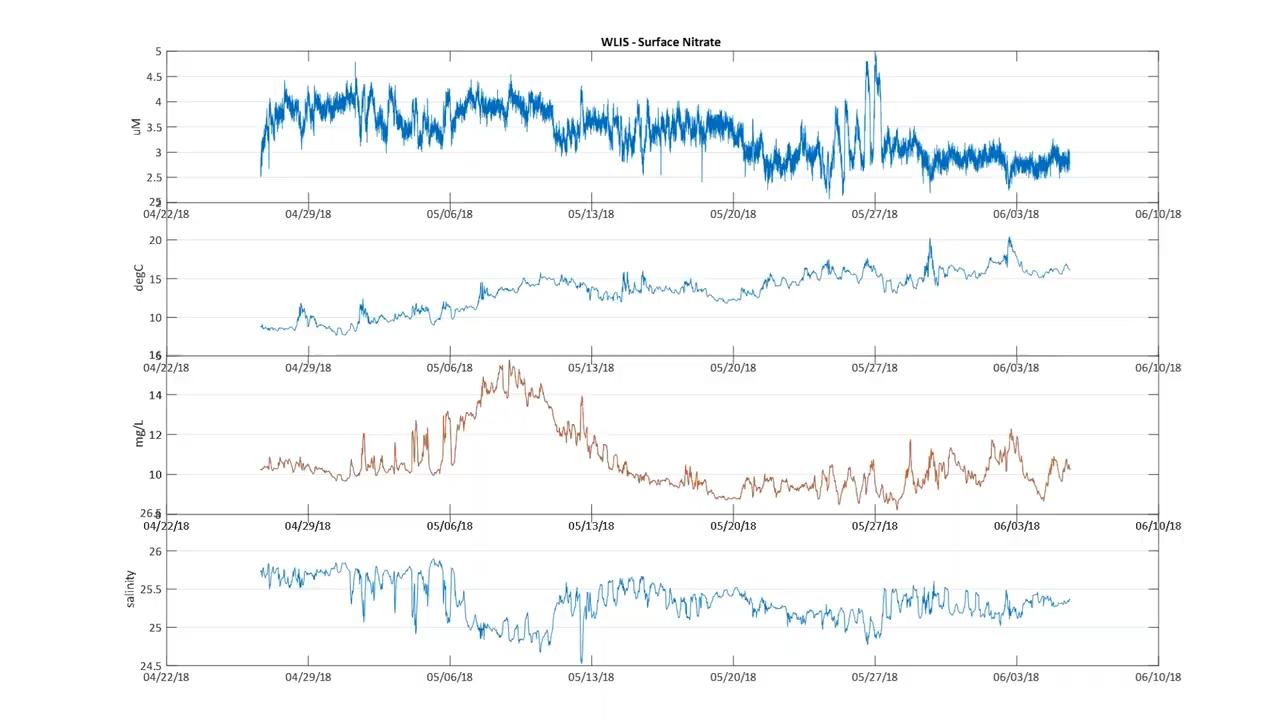 WLIS - Surface Nitrate
5
4.5
4
3.5
3
2.5
uM
04/22/18 04/29/18 05/06/18 05/13/18 05/20/18 05/27/18 06/03/18 06/10/18
20
15
10
degC
04/22/18 04/29/18 05/06/18 05/13/18 05/20/18 05/27/18 06/03/18 06/10/18
14
12
10
mg/L
04/22/18 04/29/18 05/06/18 05/13/18 05/20/18 05/27/18 06/03/18 06/10/18
26
25.5
25
24.5
salinity
04/22/18 04/29/18 05/06/18 05/13/18 05/20/18 05/27/18 06/03/18 06/10/18